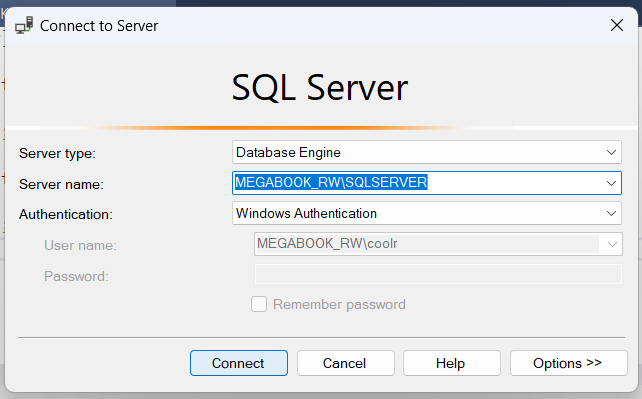 Connect to Server
SQL Server
Server type: Database Engine
Server name: MEGABOOK_RW\SQLSERVER
Authentication: Windows Authentication
User name: MEGABOOK_RW\coolr
Password:
Remember password
Connect Cancel Help Options >>